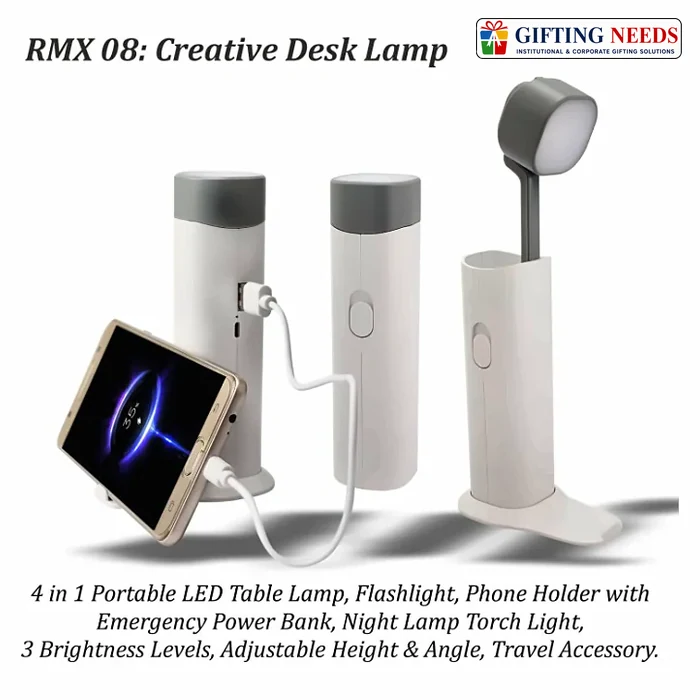 RMX 08: Creative Desk Lamp
GIFTING NEEDS
INSTITUTIONAL & CORPORATE GIFTING SOLUTIONS
35
4 in 1 Portable LED Table Lamp, Flashlight, Phone Holder with
Emergency Power Bank, Night Lamp Torch Light,
3 Brightness Levels, Adjustable Height & Angle, Travel Accessory.